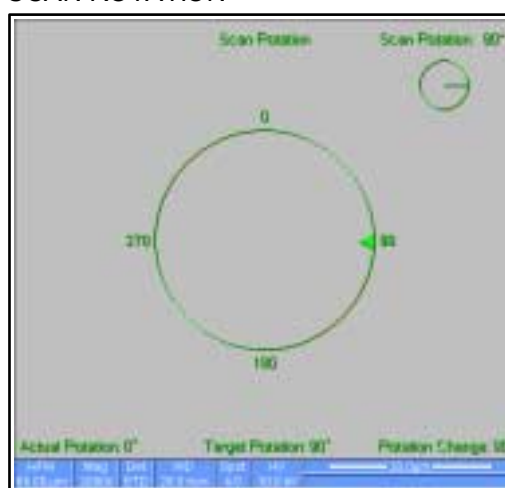 SCAN ROTATION
Scan Rotation Scan Rotation: 90°
0
270 90
180
Actual Rotation: 0° Target Rotation: 90° Rotation Change:
HFW Mag Det WD Spot HV